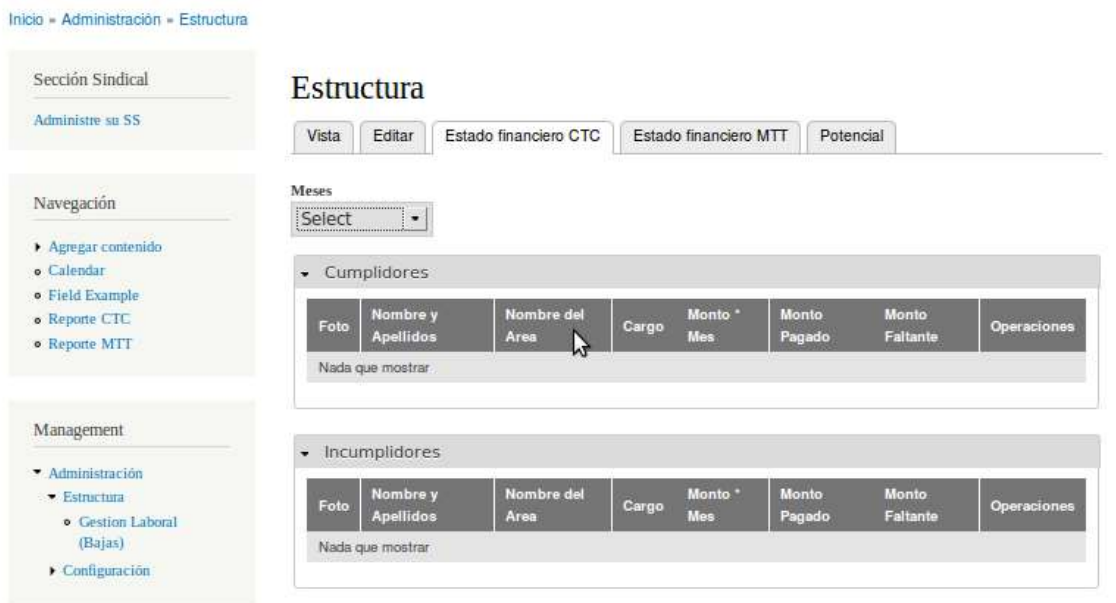 Inicio » Administración » Estructura
Sección Sindical
Administre su SS
Navegación
Agregar contenido
Calendar
Field Example
Reporte CTC
Reporte MTT
Management
Administración
Estructura
Gestion Laboral
(Bajas)
Configuración
Estructura
Vista Editar Estado financiero CTC Estado financiero MTT Potencial
Meses
Select
Cumplidores
Foto Nombre y Apellidos Nombre del Area Cargo Monto * Mes Monto Pagado Monto Faltante Operaciones
Nada que mostrar
Incumplidores
Foto Nombre y Apellidos Nombre del Area Cargo Monto * Mes Monto Pagado Monto Faltante Operaciones
Nada que mostrar